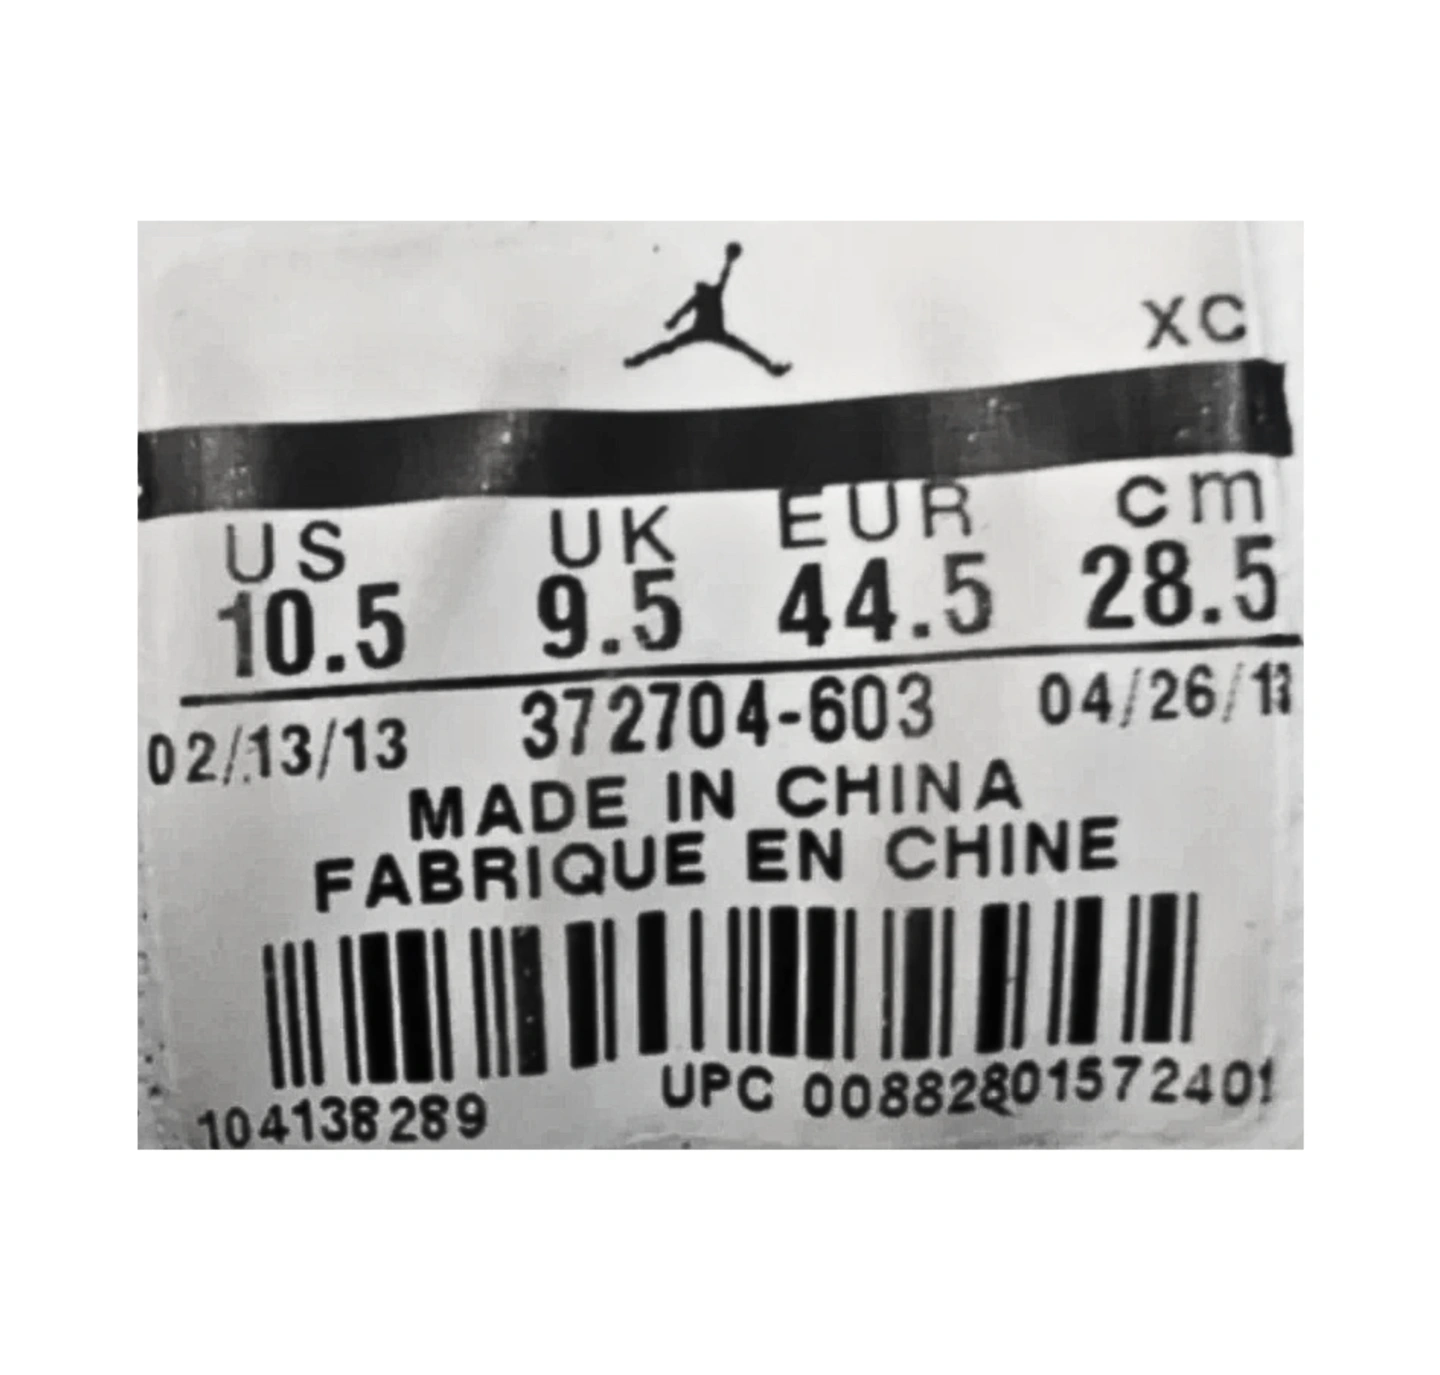 XC
US UK EUR cm
10.5 9.5 44.5 28.5
02/13/13 372704-603 04/26/13
MADE IN CHINA
FABRIQUE EN CHINE
104138289 UPC 00882801572401